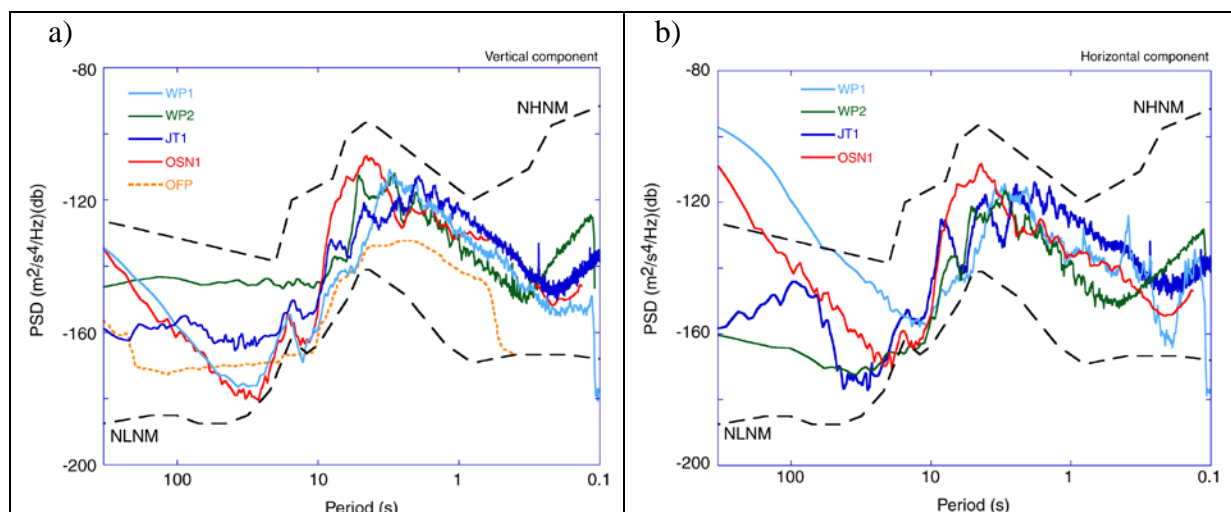 a)
Vertical component
-80
WP1
WP2
JT1
OSN1
OFP
NHNM
-120
PSD (m²/s⁴/Hz)(db)
-160
NLNM
-200
100
10
1
0.1
Period (s)
b)
Horizontal component
-80
WP1
WP2
JT1
OSN1
NHNM
-120
PSD (m²/s⁴/Hz)(db)
-160
NLNM
-200
100
10
1
0.1
Period (s)